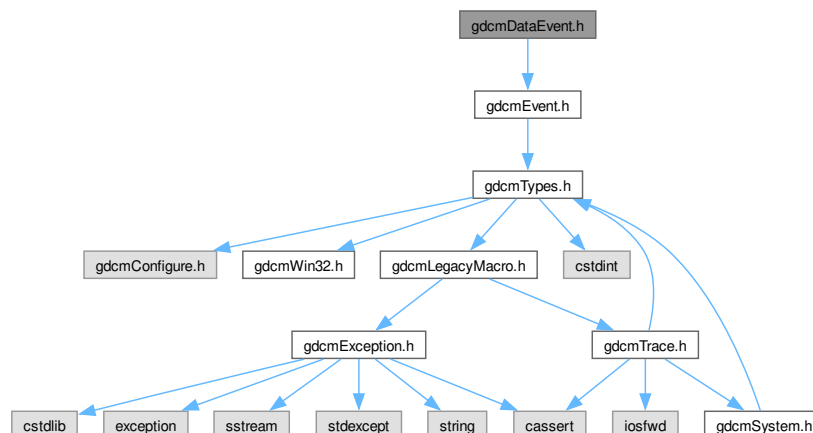 gdcmDataEvent.h
gdcmEvent.h
gdcmTypes.h
gdcmConfigure.h
gdcmWin32.h
gdcmLegacyMacro.h
cstdint
gdcmException.h
gdcmTrace.h
cstdlib
exception
sstream
stdexcept
string
cassert
iosfwd
gdcmSystem.h